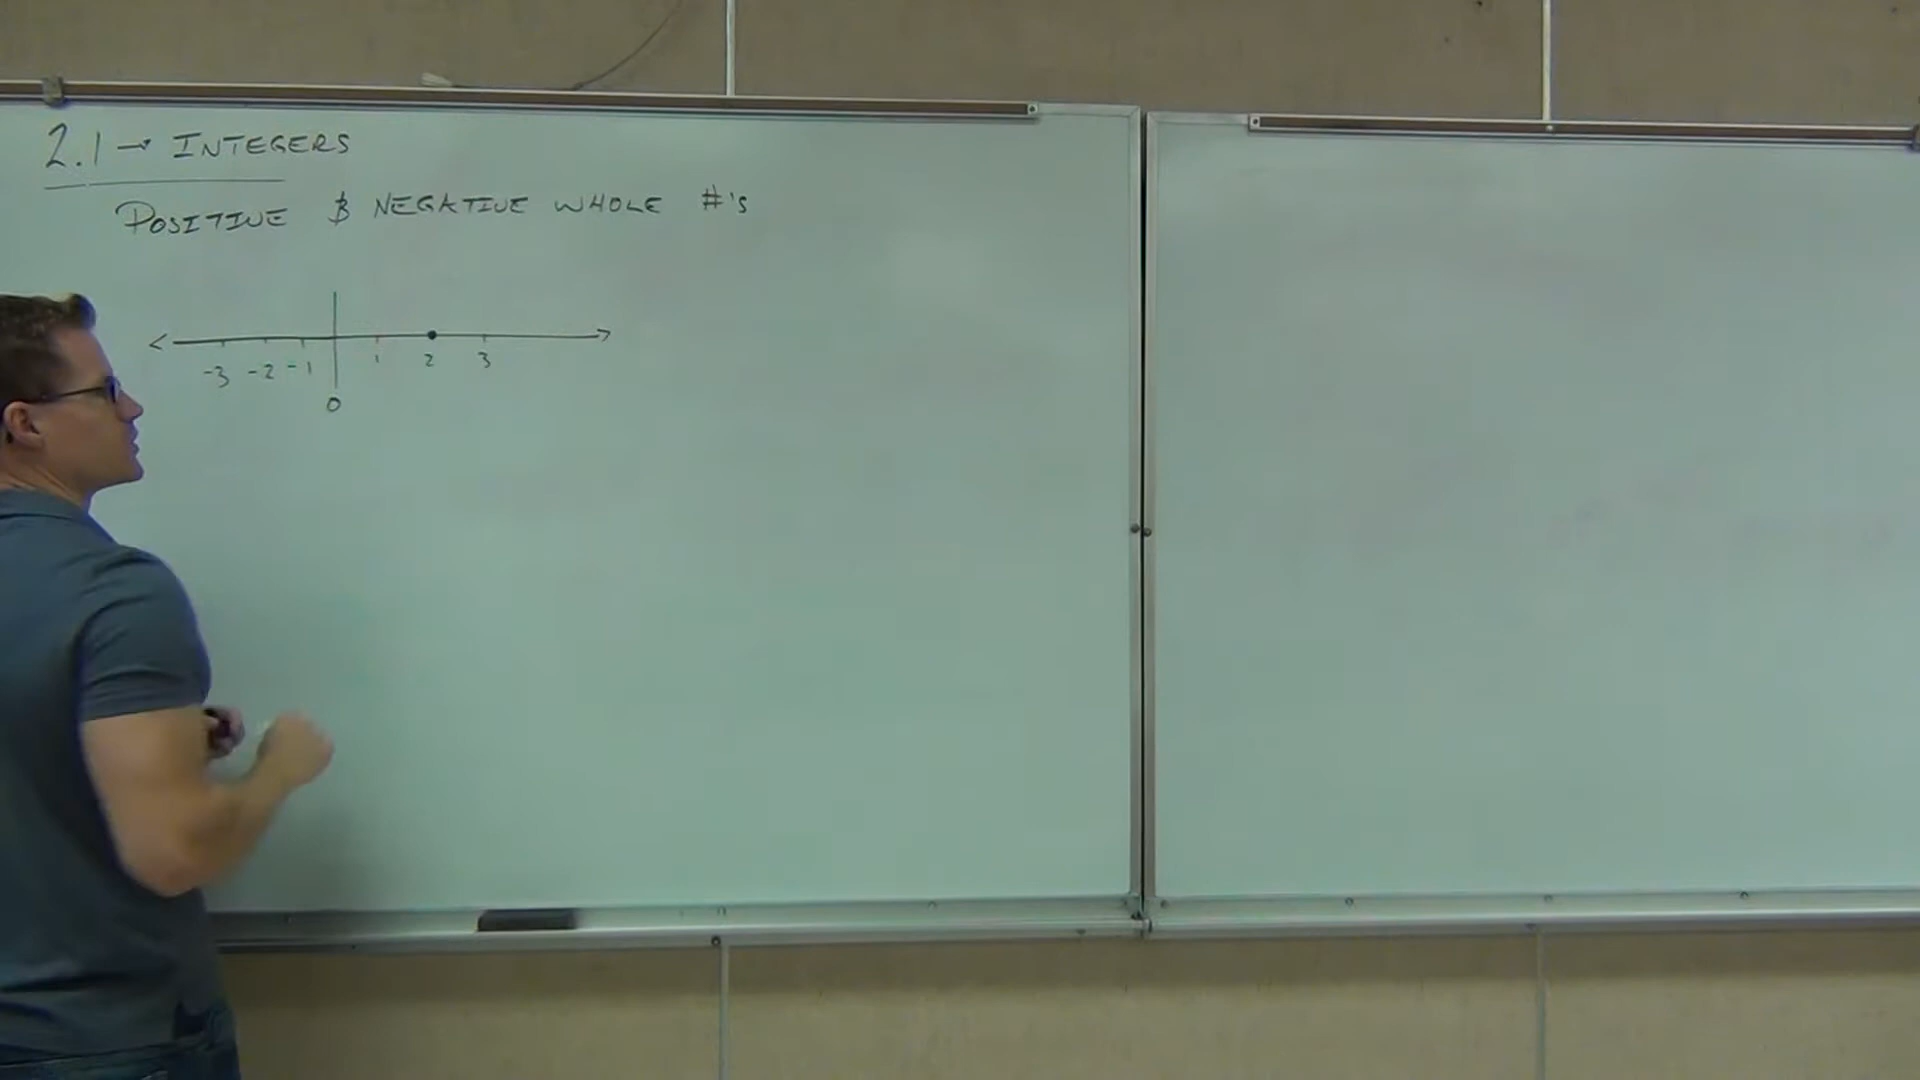 2.1 → INTEGERS
POSITIVE & NEGATIVE WHOLE #'s
-3 -2 -1 1 2 3
0